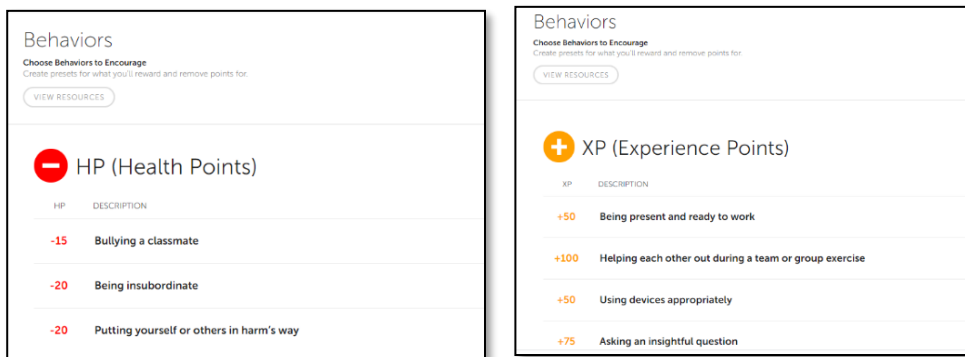 Behaviors
Choose Behaviors to Encourage
Create presets for what you'll reward and remove points for.
VIEW RESOURCES
HP (Health Points)
HP DESCRIPTION
-15 Bullying a classmate
-20 Being insubordinate
-20 Putting yourself or others in harm's way
Behaviors
Choose Behaviors to Encourage
Create presets for what you'll reward and remove points for.
VIEW RESOURCES
XP (Experience Points)
XP DESCRIPTION
+50 Being present and ready to work
+100 Helping each other out during a team or group exercise
+50 Using devices appropriately
+75 Asking an insightful question